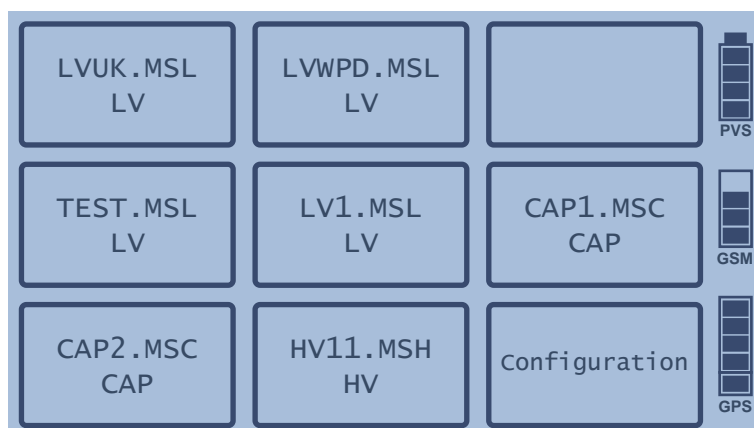 LVUK.MSL
LV
LVWPD.MSL
LV
PVS
TEST.MSL
LV
LV1.MSL
LV
CAP1.MSC
CAP
GSM
CAP2.MSC
CAP
HV11.MSH
HV
Configuration
GPS